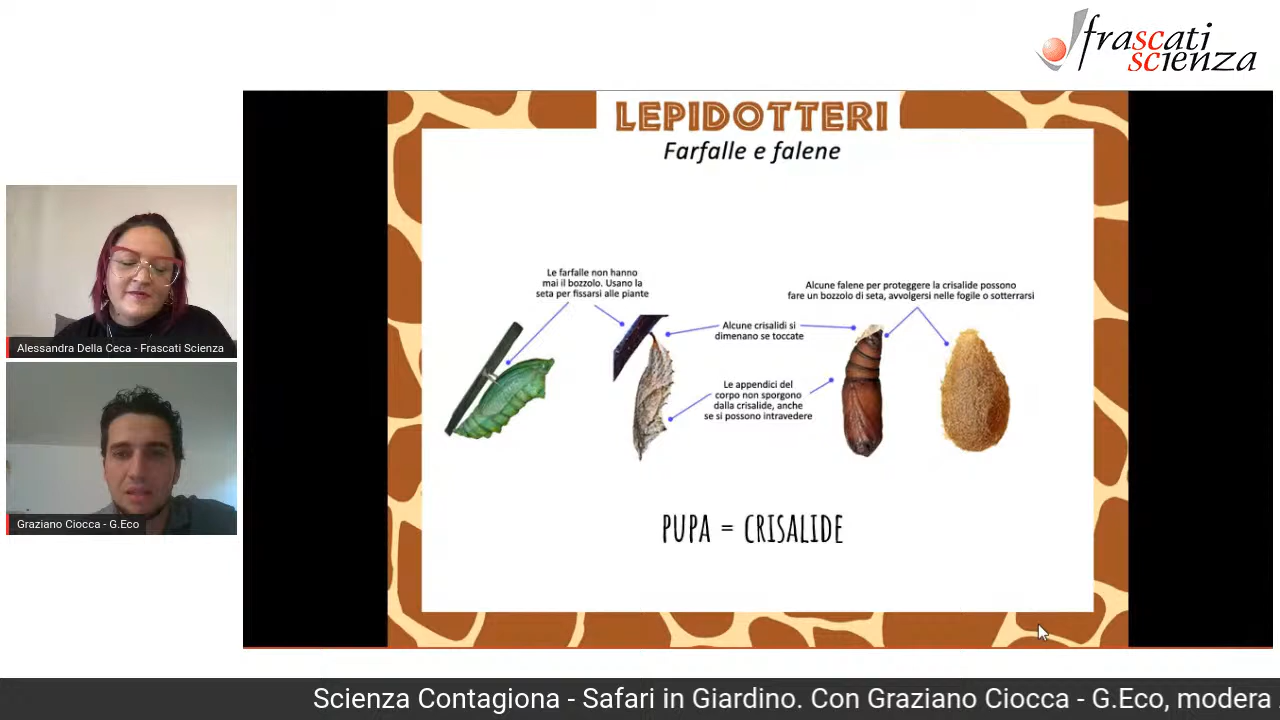 frascati
scienza
LEPIDOTTERI
Farfalle e falene
Le farfalle non hanno
mai il bozzolo. Usano la
seta per fissarsi alle piante
Alcune falene per proteggere la crisalide possono
fare un bozzolo di seta, avvolgersi nelle fogile o sotterrarsi
Alcune crisalidi si
dimenano se toccate
Le appendici del
corpo non sporgono
dalla crisalide, anche
se si possono intravedere
PUPA = CRISALIDE
Alessandra Della Ceca - Frascati Scienza
Graziano Ciocca - G.Eco
Scienza Contagiona - Safari in Giardino. Con Graziano Ciocca - G.Eco, modera